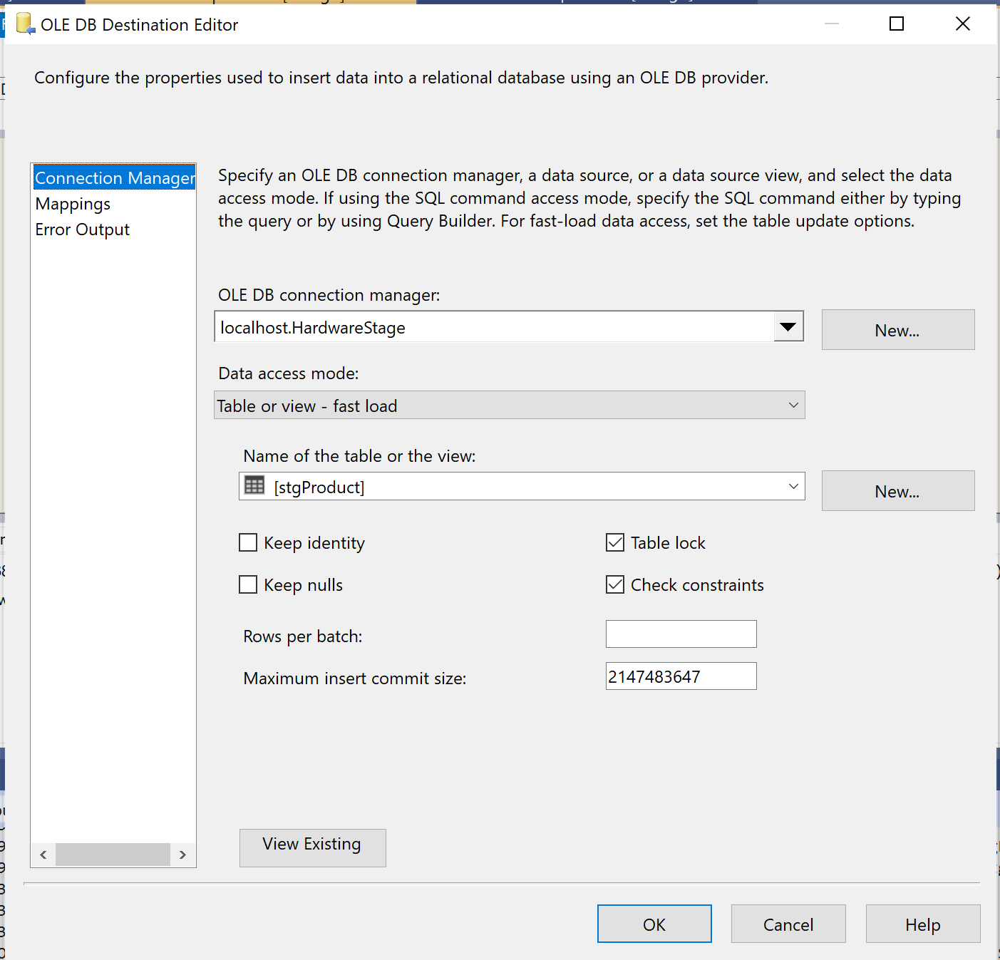 OLE DB Destination Editor
Configure the properties used to insert data into a relational database using an OLE DB provider.
Connection Manager
Mappings
Error Output
Specify an OLE DB connection manager, a data source, or a data source view, and select the data
access mode. If using the SQL command access mode, specify the SQL command either by typing
the query or by using Query Builder. For fast-load data access, set the table update options.
OLE DB connection manager:
localhost.HardwareStage
New...
Data access mode:
Table or view - fast load
Name of the table or the view:
[stgProduct]
New...
Keep identity
Table lock
Keep nulls
Check constraints
Rows per batch:
Maximum insert commit size:
2147483647
View Existing
OK
Cancel
Help